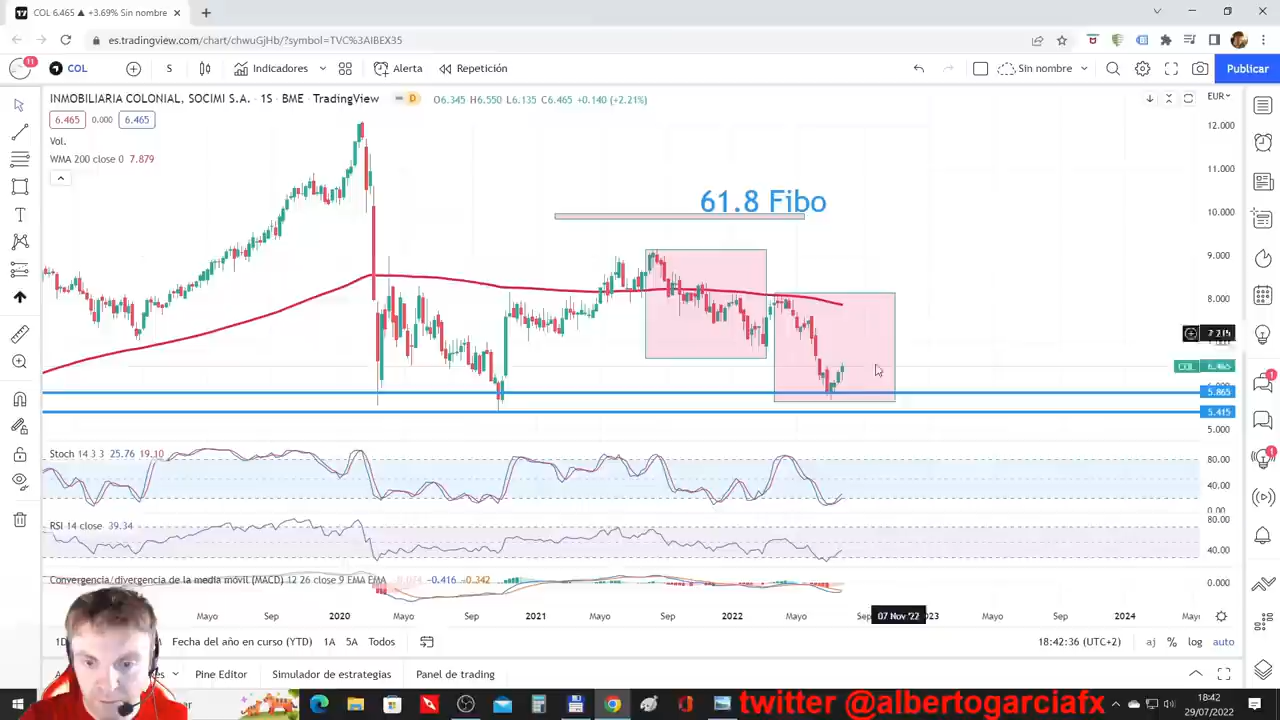 COL 6.465 ▲ +3.69% Sin nombre
es.tradingview.com/chart/chwuGjHb/?symbol=TVC%3AIBEX35
11
COL
S
Indicadores
Alerta
Repetición
Sin nombre
Publicar
INMOBILIARIA COLONIAL, SOCIMI S.A. · 1S · BME TradingView
D
O6.345 H6.550 L6.135 C6.465 +0.140 (+2.21%)
EUR
6.465 0.000 6.465
Vol.
WMA 200 close 0 7.879
61.8 Fibo
12.000
11.000
10.000
9.000
8.000
COL 6.465
5.865
5.415
5.000
Stoch 14 3 3 25.76 19.10
80.00
40.00
0.00
RSI 14 close 39.34
80.00
40.00
Convergencia/divergencia de la media móvil (MACD) 12 26 close 9 EMA EMA -0.416 -0.342
0.000
Mayo Sep 2020 Mayo Sep 2021 Mayo Sep 2022 Mayo 07 Nov '22 Mayo Sep 2024
1D
Fecha del año en curso (YTD) 1A 5A Todos
18:42:36 (UTC+2)
% log auto
Pine Editor Simulador de estrategias Panel de trading
twitter @albertogarciafx
18:42
29/07/2022
1
1